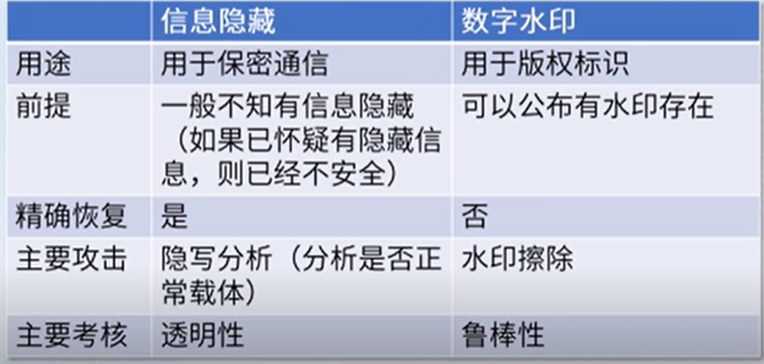 信息隐藏 数字水印
用途 用于保密通信 用于版权标识
前提 一般不知有信息隐藏 可以公布有水印存在
（如果已怀疑有隐藏信
息，则已经不安全）
精确恢复 是 否
主要攻击 隐写分析（分析是否正 水印擦除
常载体）
主要考核 透明性 鲁棒性